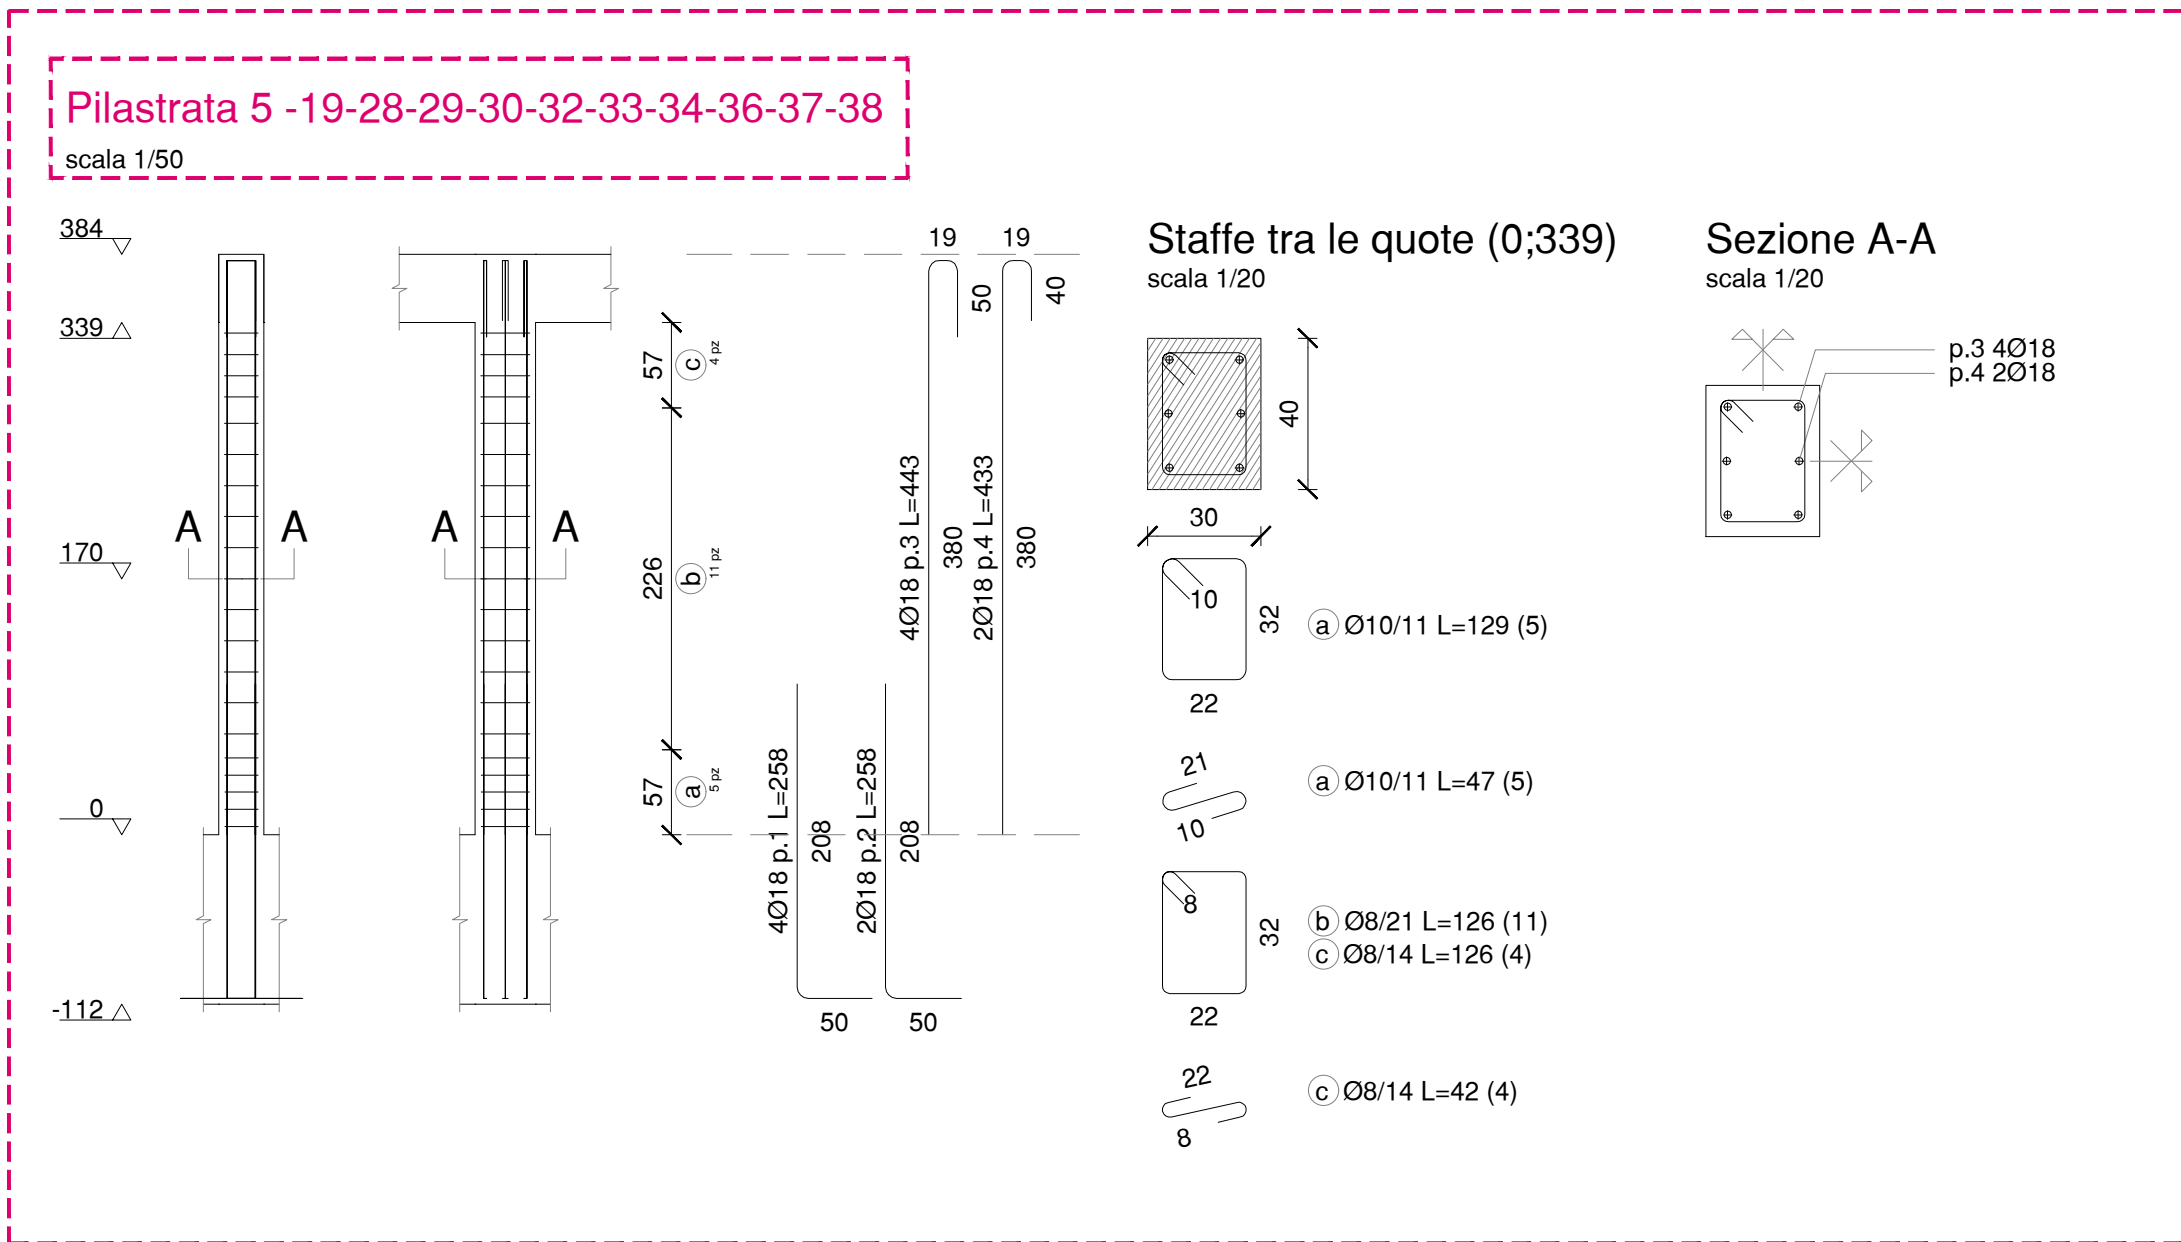 Pilastrata 5 -19-28-29-30-32-33-34-36-37-38
scala 1/50
384
339
170
0
-112
A
A
A
A
57
c
4 pz
226
b
11 pz
57
a
5 pz
4Ø18 p.1 L=258
208
50
2Ø18 p.2 L=258
208
50
19
50
4Ø18 p.3 L=443
380
19
40
2Ø18 p.4 L=433
380
Staffe tra le quote (0;339)
scala 1/20
40
30
10
32
22
a Ø10/11 L=129 (5)
21
10
a Ø10/11 L=47 (5)
8
32
22
b Ø8/21 L=126 (11)
c Ø8/14 L=126 (4)
22
8
c Ø8/14 L=42 (4)
Sezione A-A
scala 1/20
p.3 4Ø18
p.4 2Ø18